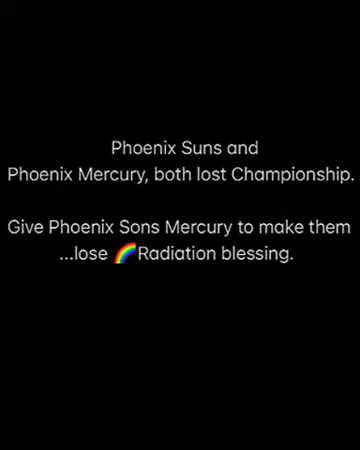 Phoenix Suns and
Phoenix Mercury, both lost Championship.
Give Phoenix Sons Mercury to make them
...lose 🌈Radiation blessing.